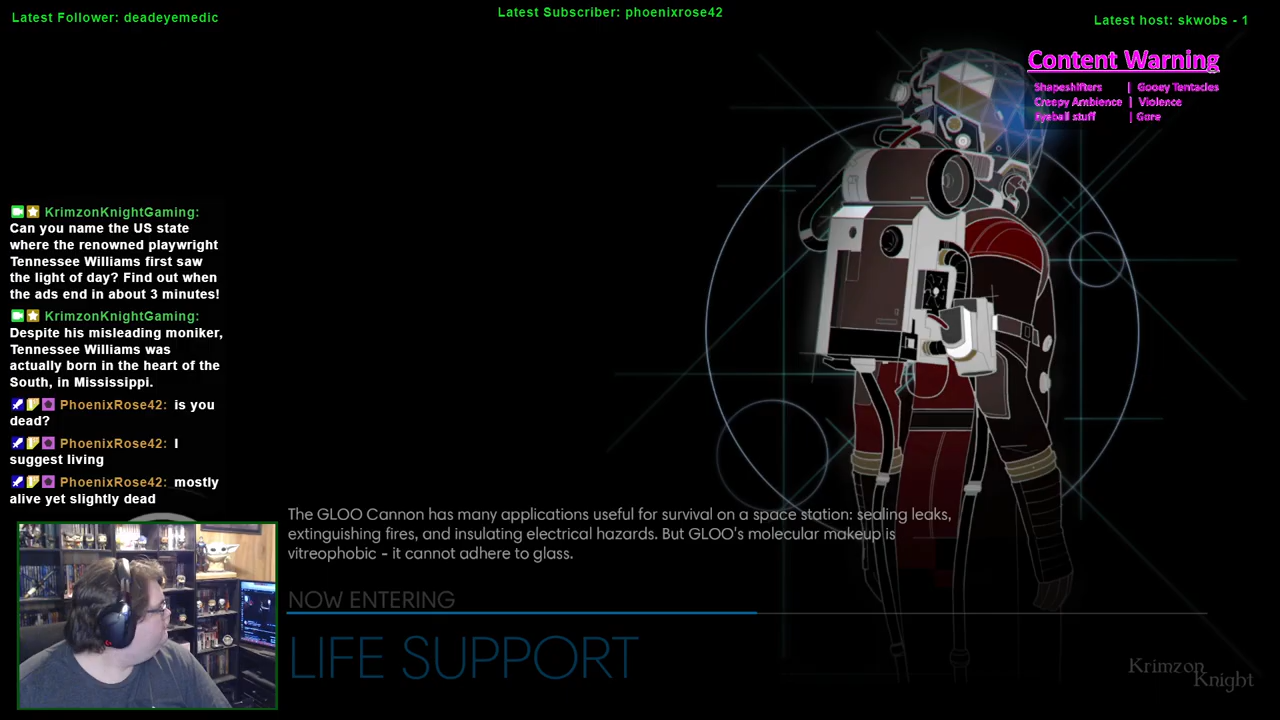 Latest Follower: deadeyemedic
Latest Subscriber: phoenixrose42
Latest host: skwobs - 1
Content Warning
Shapeshifters | Gooey Tentacles
Creepy Ambience | Violence
Eyeball stuff | Gore
KrimzonKnightGaming:
Can you name the US state
where the renowned playwright
Tennessee Williams first saw
the light of day? Find out when
the ads end in about 3 minutes!
KrimzonKnightGaming:
Despite his misleading moniker,
Tennessee Williams was
actually born in the heart of the
South, in Mississippi.
PhoenixRose42: is you
dead?
PhoenixRose42: I
suggest living
PhoenixRose42: mostly
alive yet slightly dead
The GLOO Cannon has many applications useful for survival on a space station: sealing leaks,
extinguishing fires, and insulating electrical hazards. But GLOO's molecular makeup is
vitreophobic - it cannot adhere to glass.
NOW ENTERING
LIFE SUPPORT
Krimzon
Knight